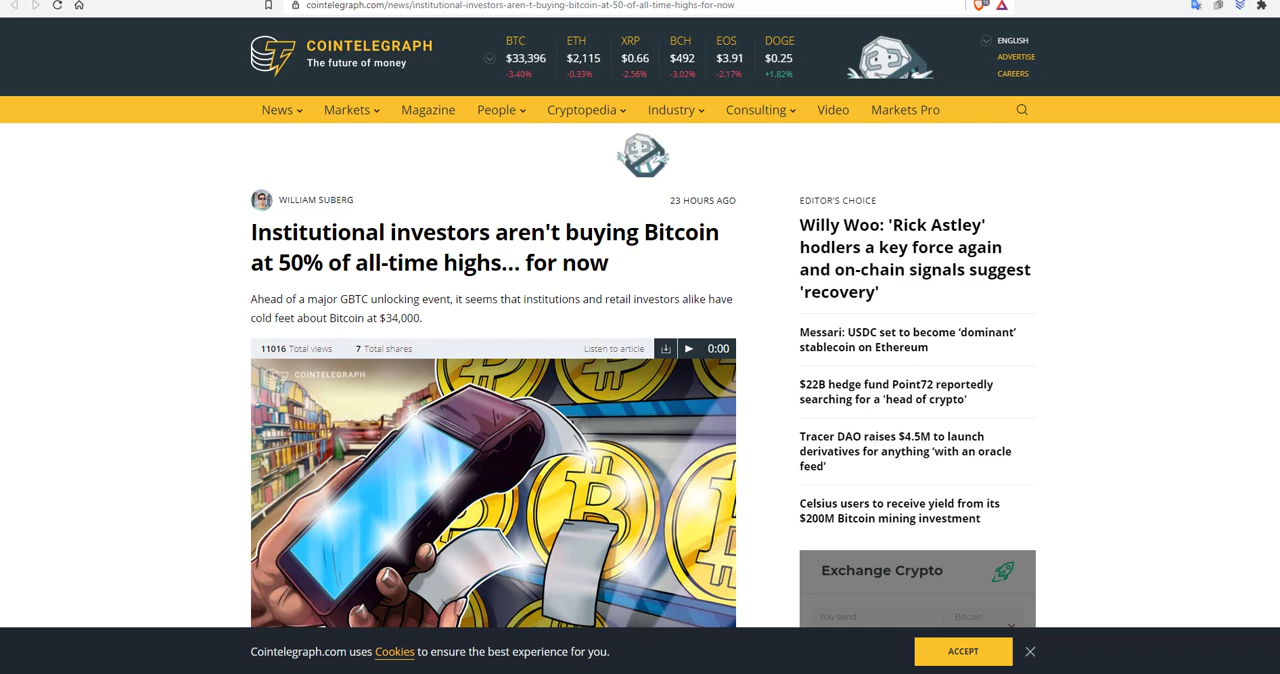 cointelegraph.com/news/institutional-investors-aren-t-buying-bitcoin-at-50-of-all-time-highs-for-now
COINTELEGRAPH
The future of money
BTC ETH XRP BCH EOS DOGE
$33,396 $2,115 $0.66 $492 $3.91 $0.25
-3.40% -0.33% -2.56% -3.02% -2.17% +1.82%
ENGLISH
ADVERTISE
CAREERS
News Markets Magazine People Cryptopedia Industry Consulting Video Markets Pro
WILLIAM SUBERG
23 HOURS AGO
Institutional investors aren't buying Bitcoin
at 50% of all-time highs... for now
Ahead of a major GBTC unlocking event, it seems that institutions and retail investors alike have
cold feet about Bitcoin at $34,000.
11016 Total views 7 Total shares Listen to article 0:00
COINTELEGRAPH
EDITOR'S CHOICE
Willy Woo: 'Rick Astley'
hodlers a key force again
and on-chain signals suggest
'recovery'
Messari: USDC set to become ‘dominant’
stablecoin on Ethereum
$22B hedge fund Point72 reportedly
searching for a 'head of crypto'
Tracer DAO raises $4.5M to launch
derivatives for anything ‘with an oracle
feed’
Celsius users to receive yield from its
$200M Bitcoin mining investment
Exchange Crypto
You send Bitcoin
Cointelegraph.com uses Cookies to ensure the best experience for you.
ACCEPT